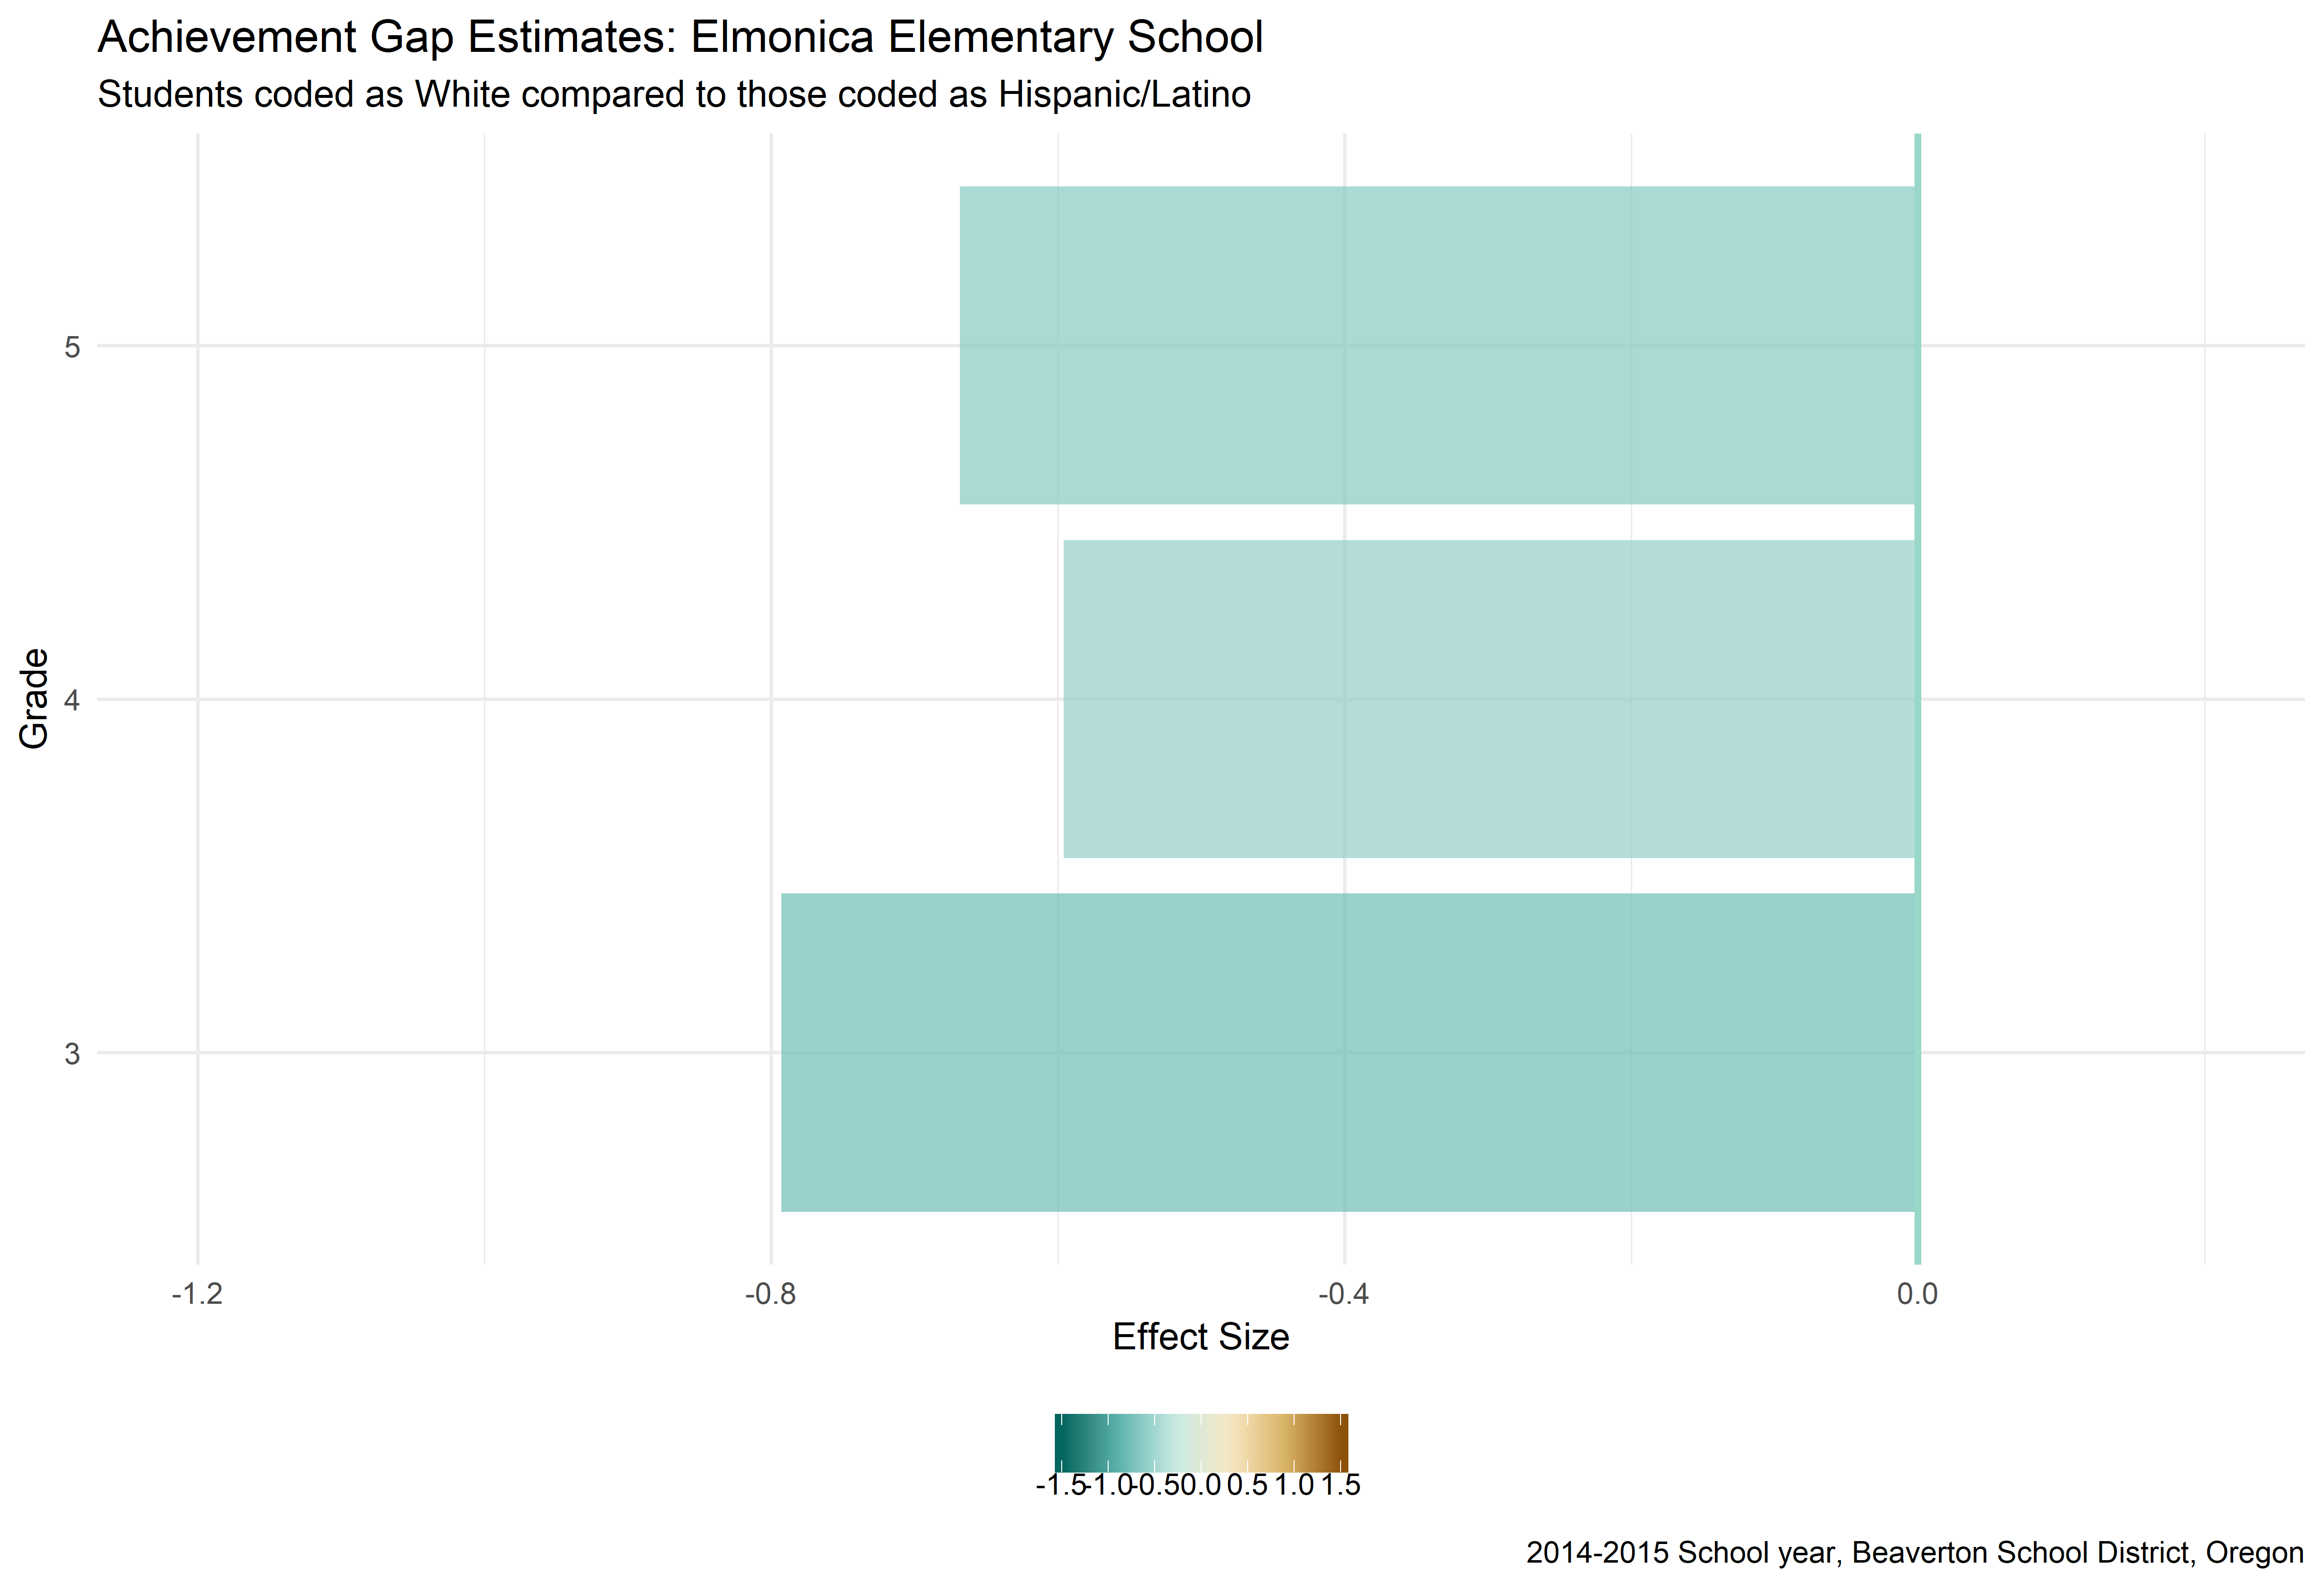 Achievement Gap Estimates: Elmonica Elementary School
Students coded as White compared to those coded as Hispanic/Latino
5
4
3
Grade
-1.2 -0.8 -0.4 0.0
Effect Size
-1.5 -1.0 -0.5 0.0 0.5 1.0 1.5
2014-2015 School year, Beaverton School District, Oregon